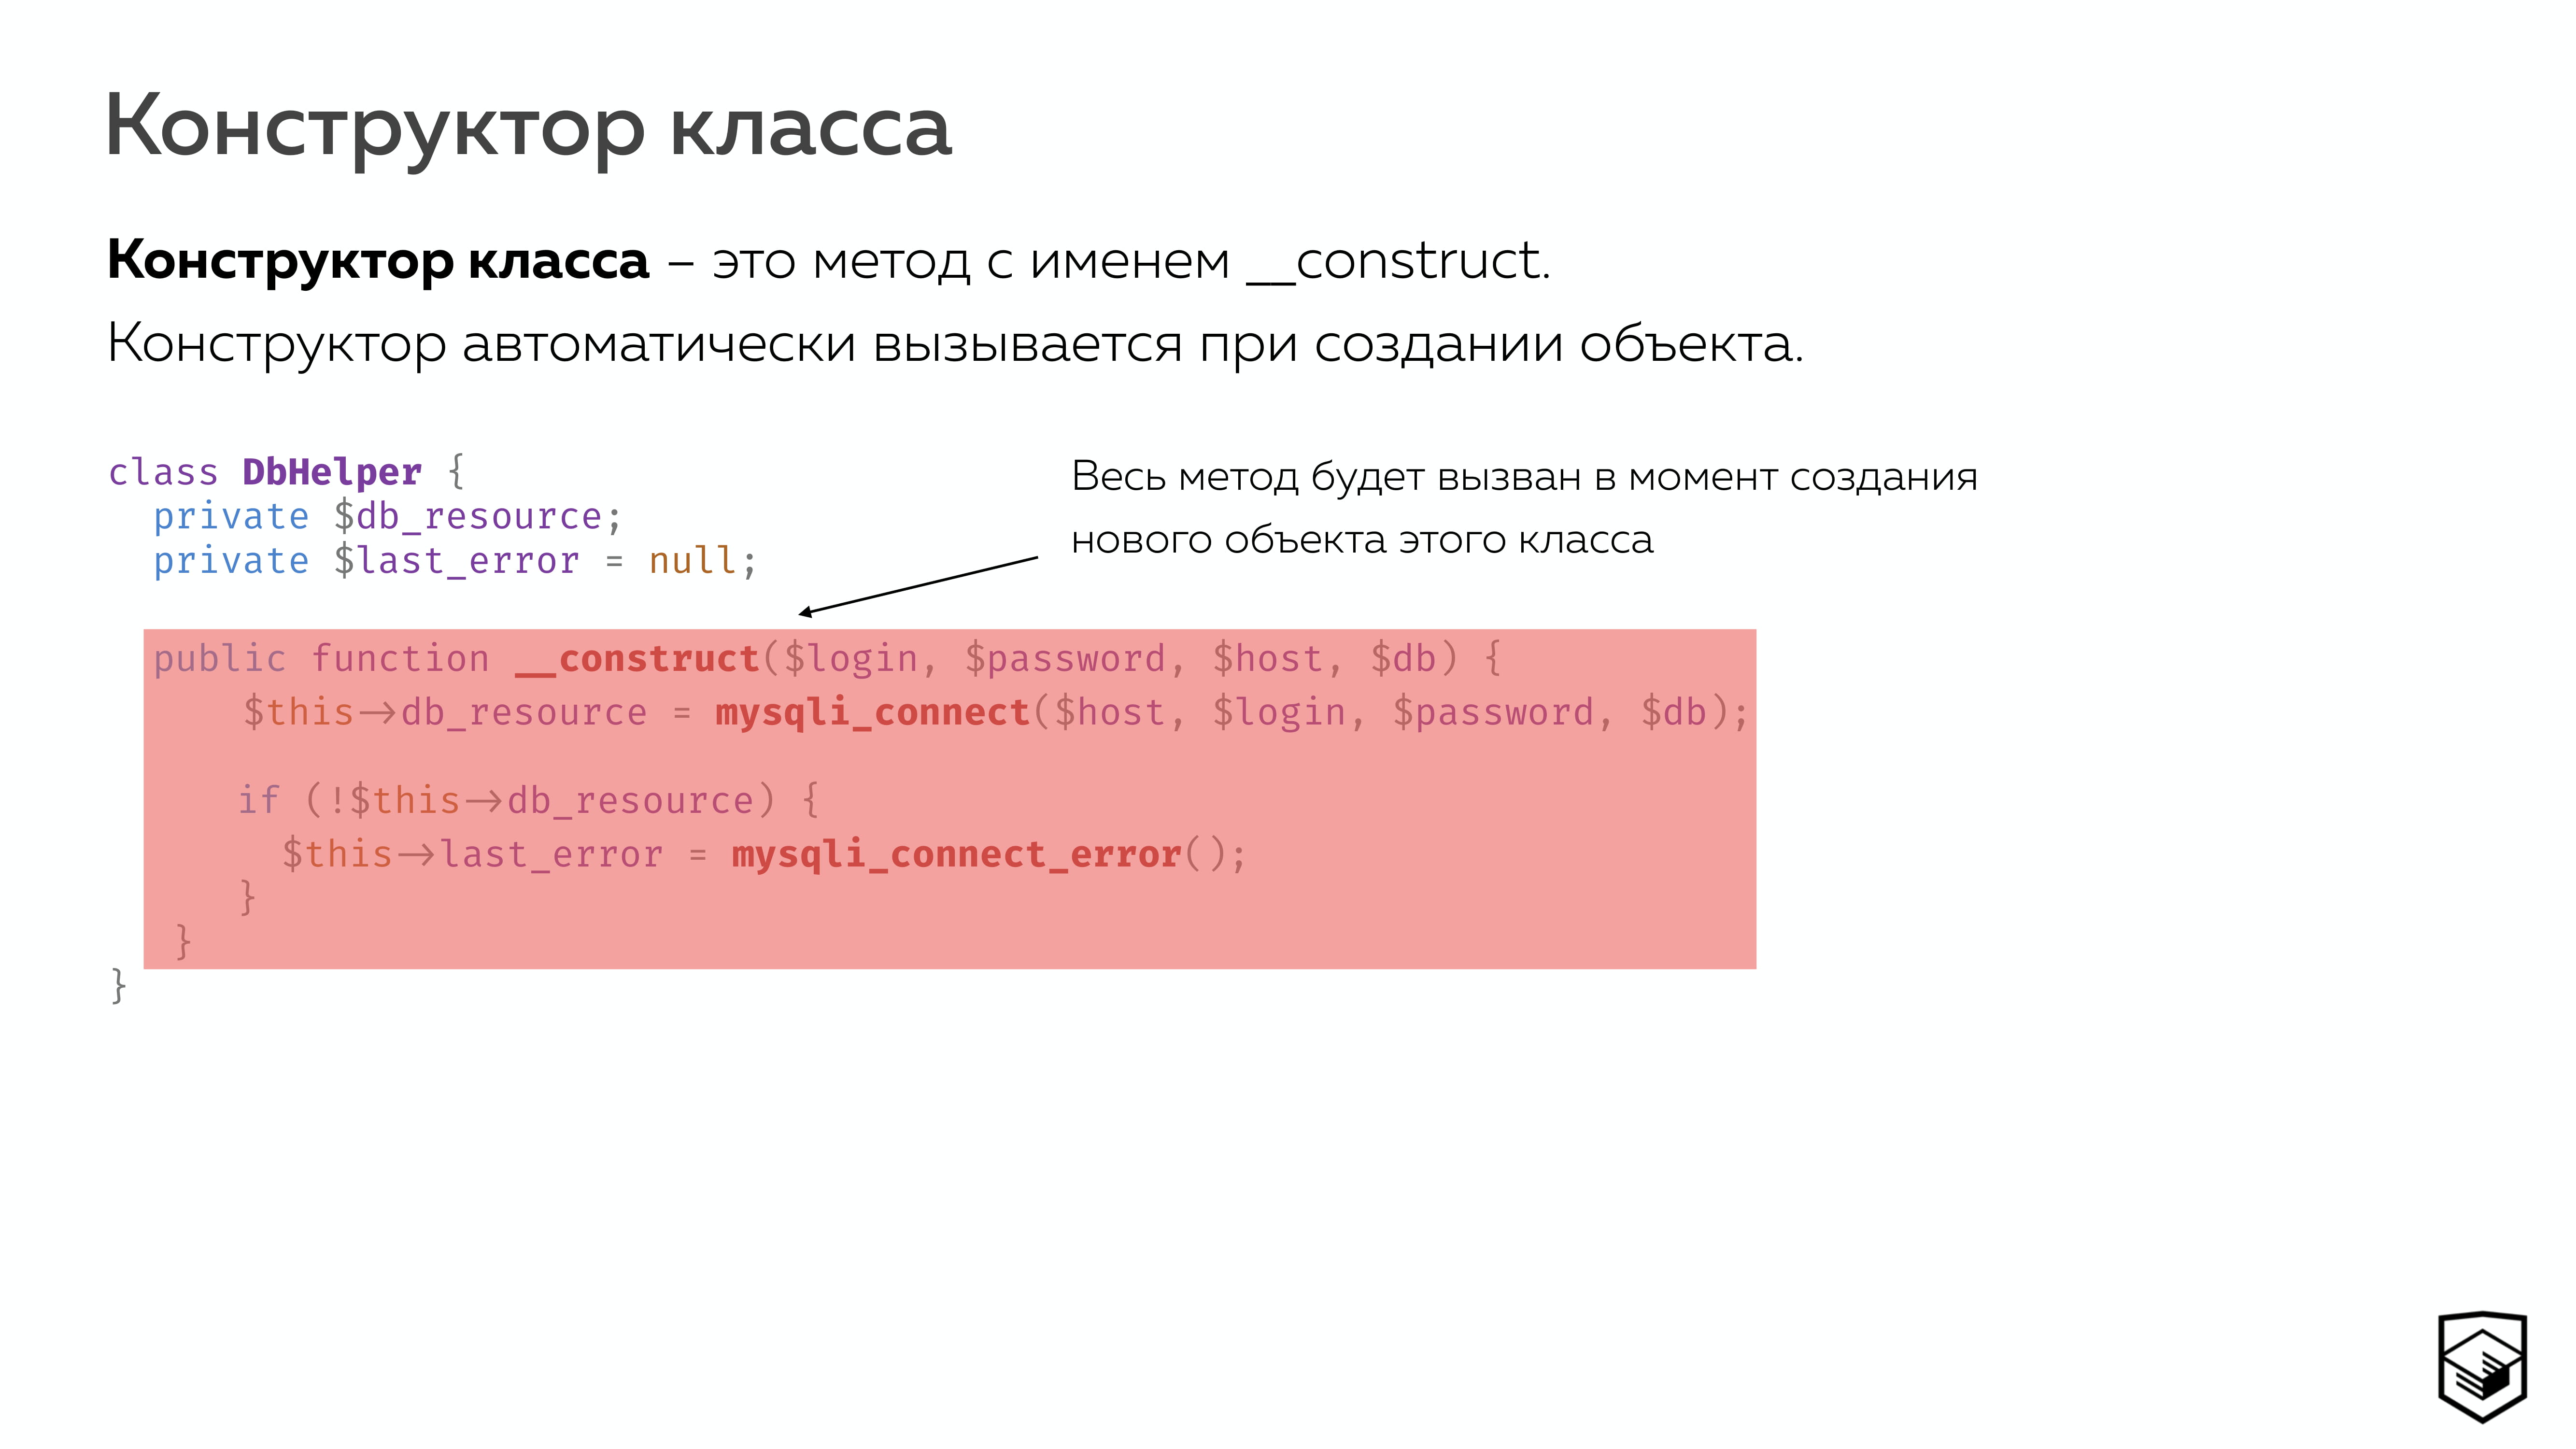 Конструктор класса
Конструктор класса – это метод с именем __construct.
Конструктор автоматически вызывается при создании объекта.
class DbHelper {
private $db_resource;
private $last_error = null;
Весь метод будет вызван в момент создания
нового объекта этого класса
public function __construct($login, $password, $host, $db) {
$this->db_resource = mysqli_connect($host, $login, $password, $db);
if (!$this->db_resource) {
$this->last_error = mysqli_connect_error();
}
}
}